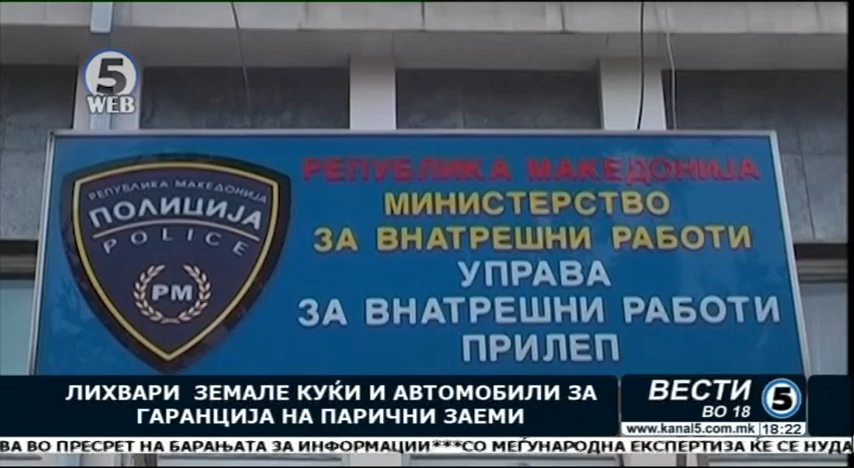 5
WEB
РЕПУБЛИКА МАКЕДОНИЈА
МИНИСТЕРСТВО
ЗА ВНАТРЕШНИ РАБОТИ
УПРАВА
ЗА ВНАТРЕШНИ РАБОТИ
ПРИЛЕП
РЕПУБЛИКА МАКЕДОНИЈА
ПОЛИЦИЈА
POLICE
РМ
ЛИХВАРИ ЗЕМАЛЕ КУЌИ И АВТОМОБИЛИ ЗА
ГАРАНЦИЈА НА ПАРИЧНИ ЗАЕМИ
ВЕСТИ
ВО 18
5
www.kanal5.com.mk 18:22
ВА ВО ПРЕСРЕТ НА БАРАЊАТА ЗА ИНФОРМАЦИИ***СО МЕЃУНАРОДНА ЕКСПЕРТИЗА ЌЕ СЕ НУДА